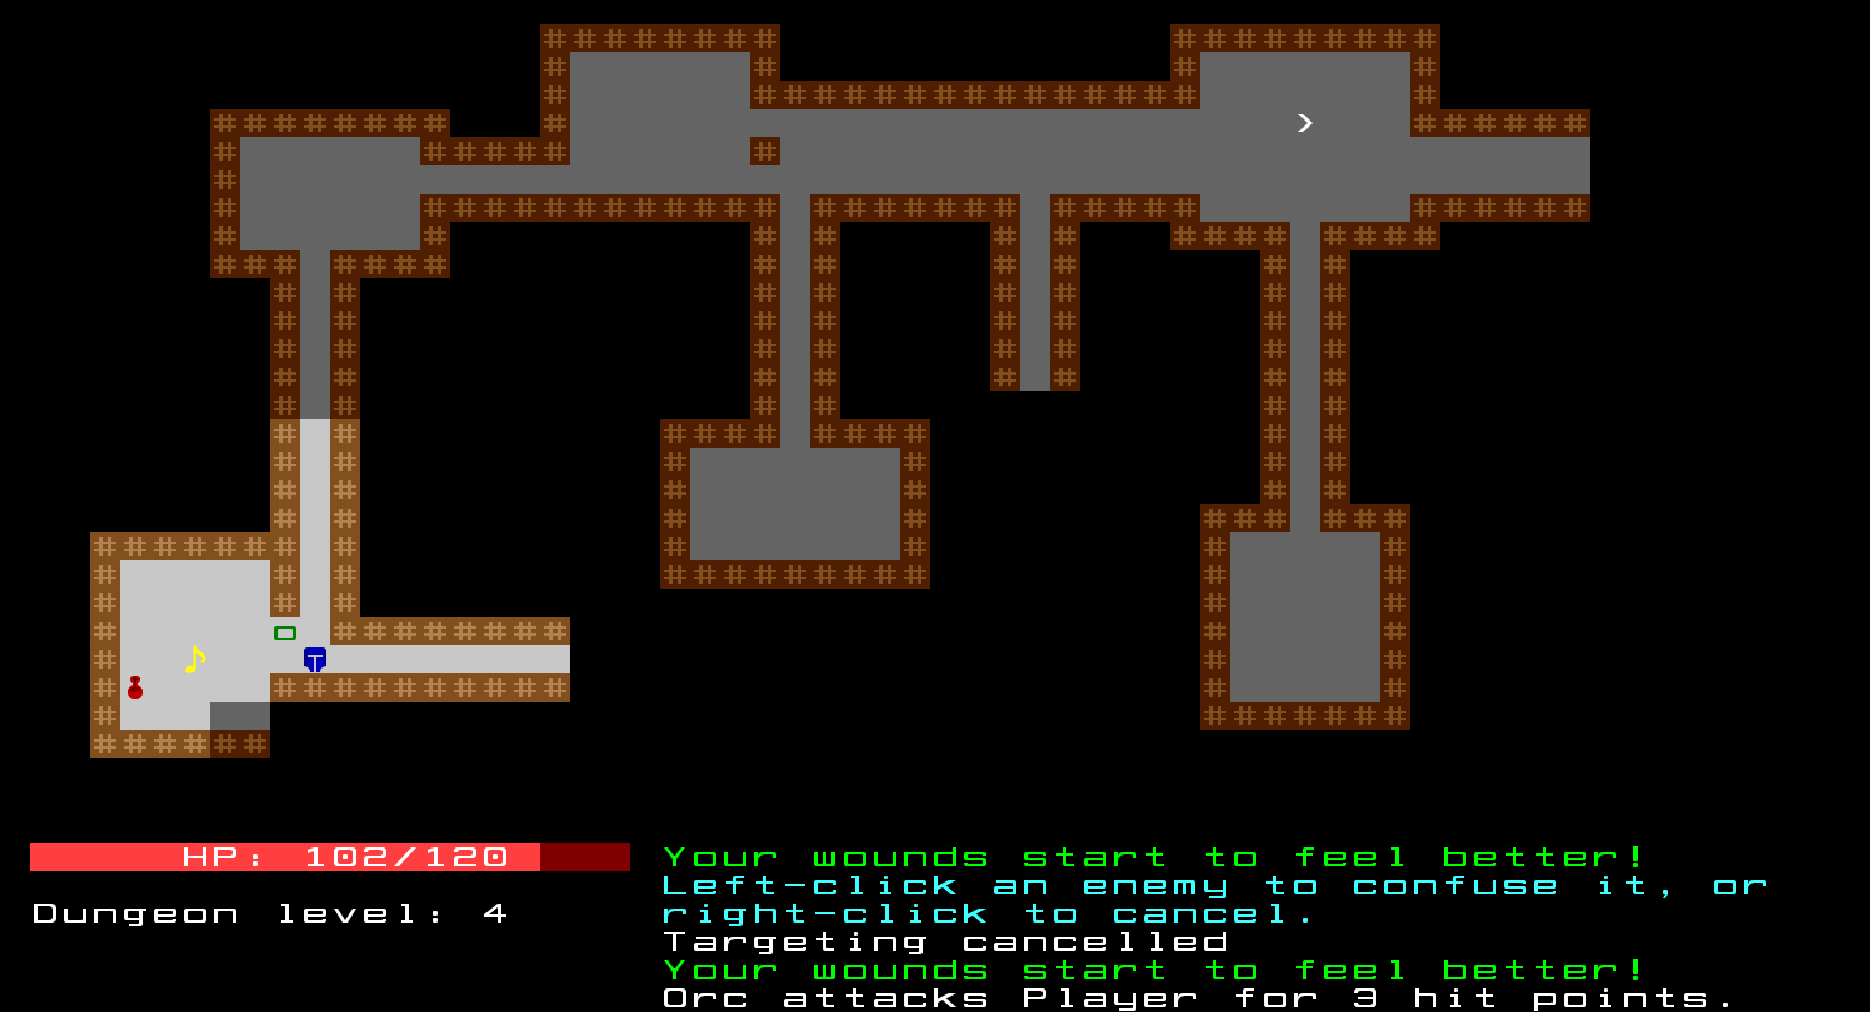 HP: 102/120
Dungeon level: 4
Your wounds start to feel better!
Left-click an enemy to confuse it, or
right-click to cancel.
Targeting cancelled
Your wounds start to feel better!
Orc attacks Player for 3 hit points.